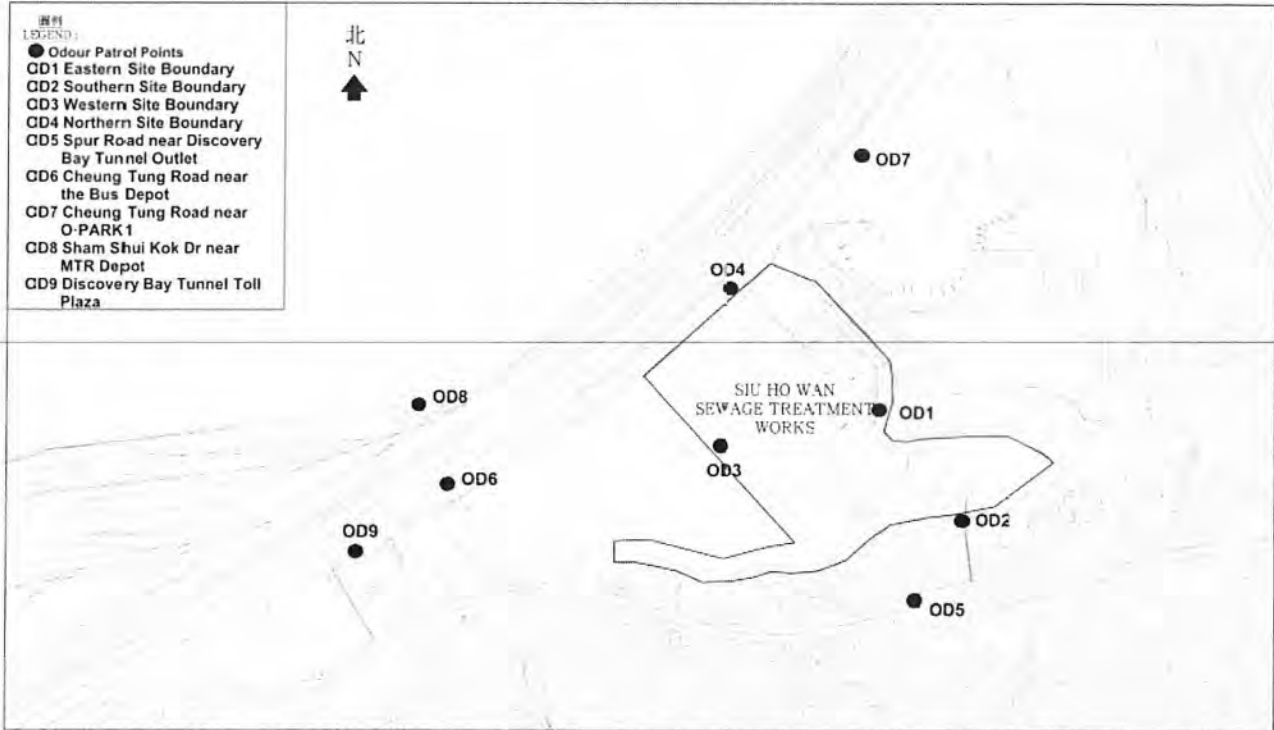 圖例
LEGEND:
Odour Patrol Points
OD1 Eastern Site Boundary
OD2 Southern Site Boundary
OD3 Western Site Boundary
OD4 Northern Site Boundary
OD5 Spur Road near Discovery
Bay Tunnel Outlet
OD6 Cheung Tung Road near
the Bus Depot
OD7 Cheung Tung Road near
O-PARK1
OD8 Sham Shui Kok Dr near
MTR Depot
OD9 Discovery Bay Tunnel Toll
Plaza
北
N
OD7
OD4
SIU HO WAN
SEWAGE TREATMENT
WORKS
OD8
OD1
OD3
OD6
OD2
OD9
OD5